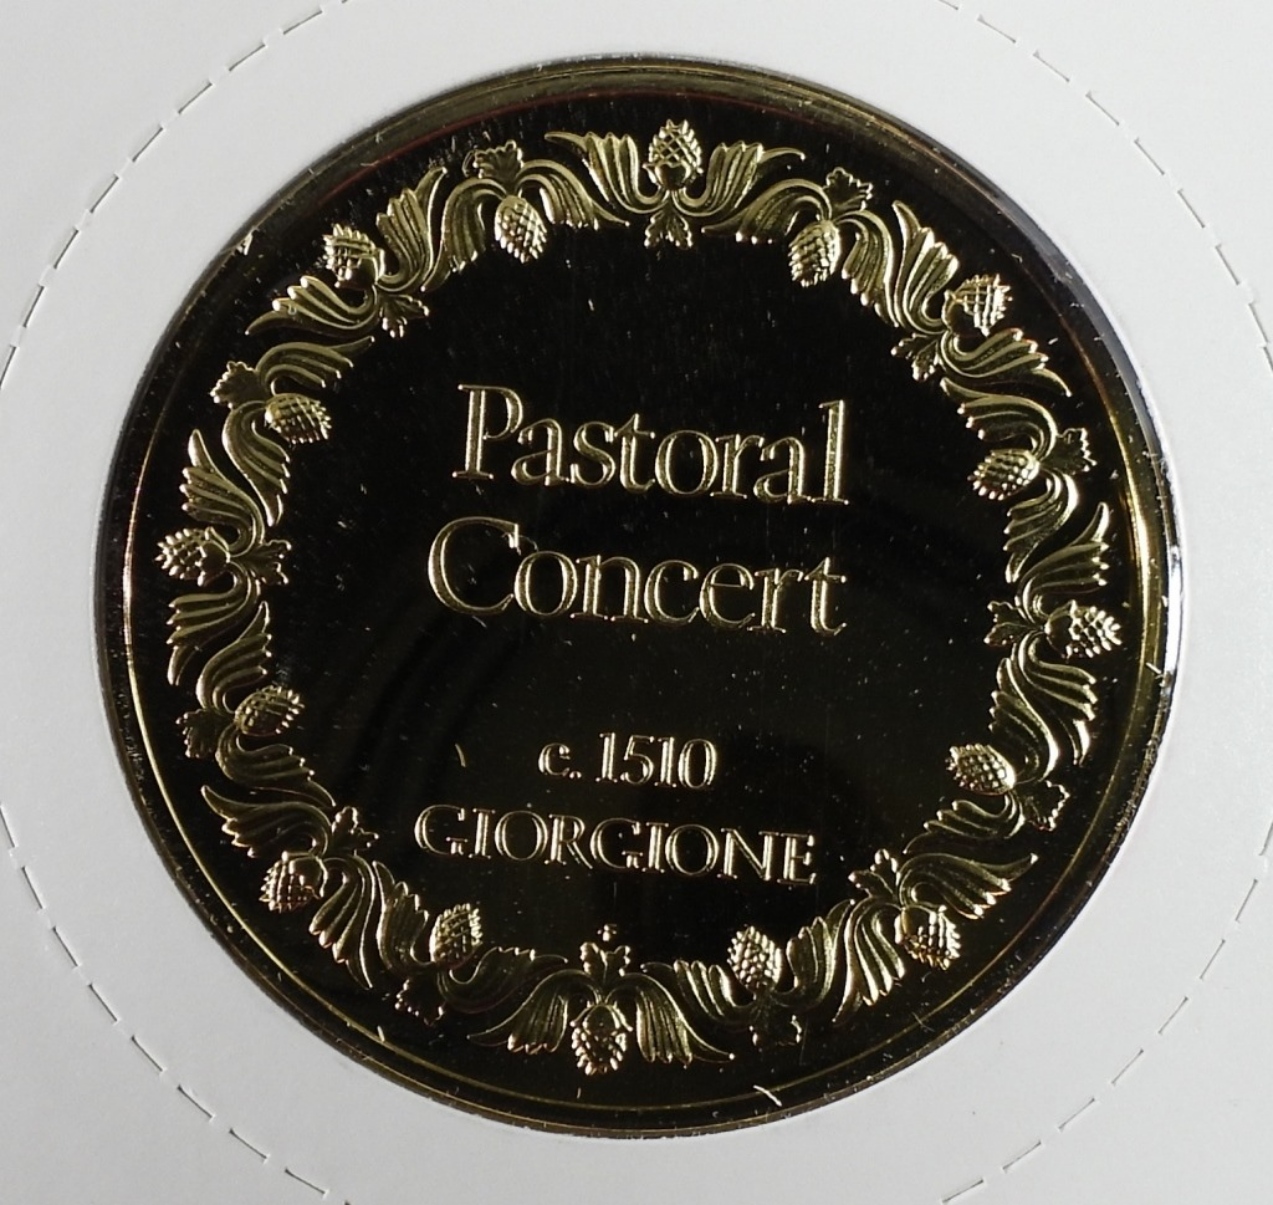 Pastoral
Concert
c. 1510
GIORGIONE